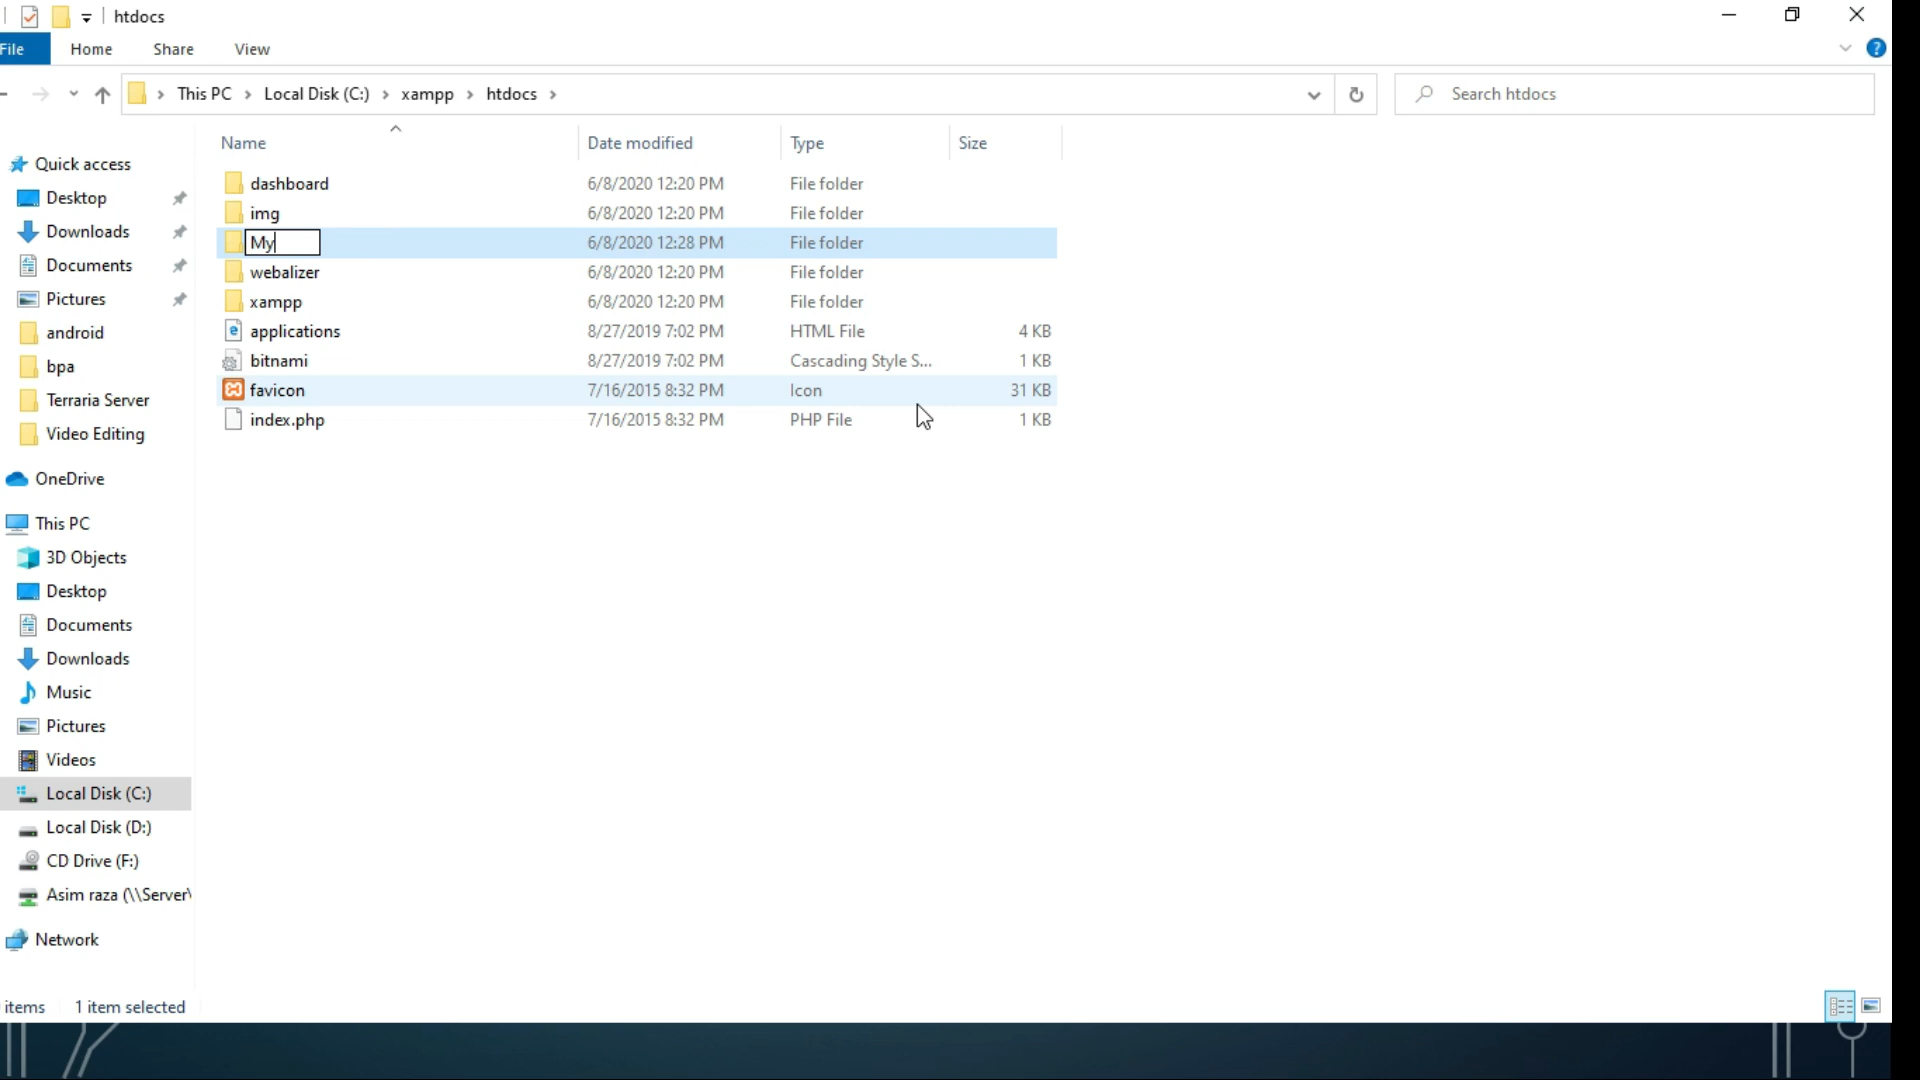 htdocs
File Home Share View
This PC Local Disk (C:) xampp htdocs Search htdocs
Name Date modified Type Size
dashboard 6/8/2020 12:20 PM File folder
img 6/8/2020 12:20 PM File folder
My 6/8/2020 12:28 PM File folder
webalizer 6/8/2020 12:20 PM File folder
xampp 6/8/2020 12:20 PM File folder
applications 8/27/2019 7:02 PM HTML File 4 KB
bitnami 8/27/2019 7:02 PM Cascading Style S... 1 KB
favicon 7/16/2015 8:32 PM Icon 31 KB
index.php 7/16/2015 8:32 PM PHP File 1 KB
Quick access
Desktop
Downloads
Documents
Pictures
android
bpa
Terraria Server
Video Editing
OneDrive
This PC
3D Objects
Desktop
Documents
Downloads
Music
Pictures
Videos
Local Disk (C:)
Local Disk (D:)
CD Drive (F:)
Asim raza (\\Server\
Network
items 1 item selected